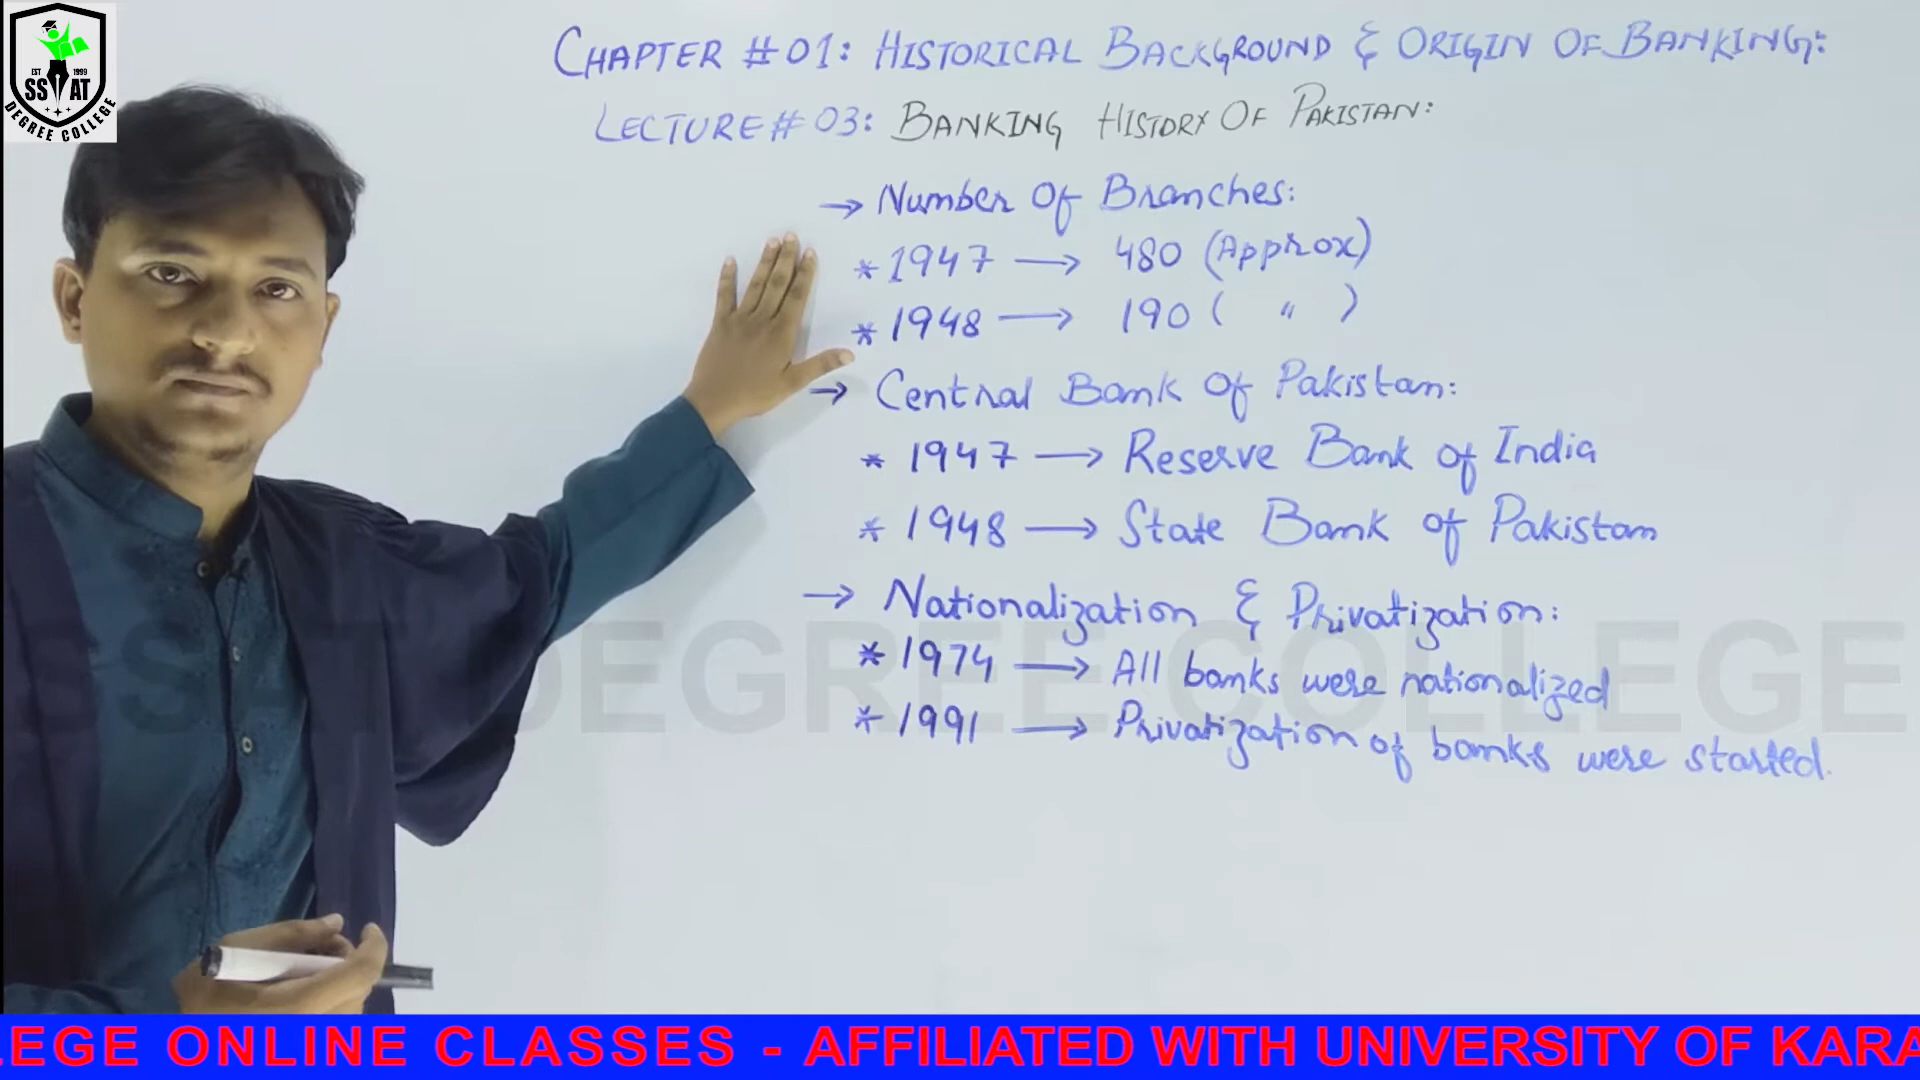 CHAPTER # 01: HISTORICAL BACKGROUND & ORIGIN OF BANKING:
LECTURE # 03: BANKING HISTORY OF PAKISTAN:
→ Number Of Branches:
* 1947 → 480 (Approx)
* 1948 → 190 ( " )
→ Central Bank Of Pakistan:
* 1947 → Reserve Bank of India
* 1948 → State Bank of Pakistan
→ Nationalization & Privatization:
* 1974 → All banks were nationalized
* 1991 → Privatization of banks were started.
EST 1999
SSAT
DEGREE COLLEGE
SSAT DEGREE COLLEGE
LEGE ONLINE CLASSES - AFFILIATED WITH UNIVERSITY OF KARA